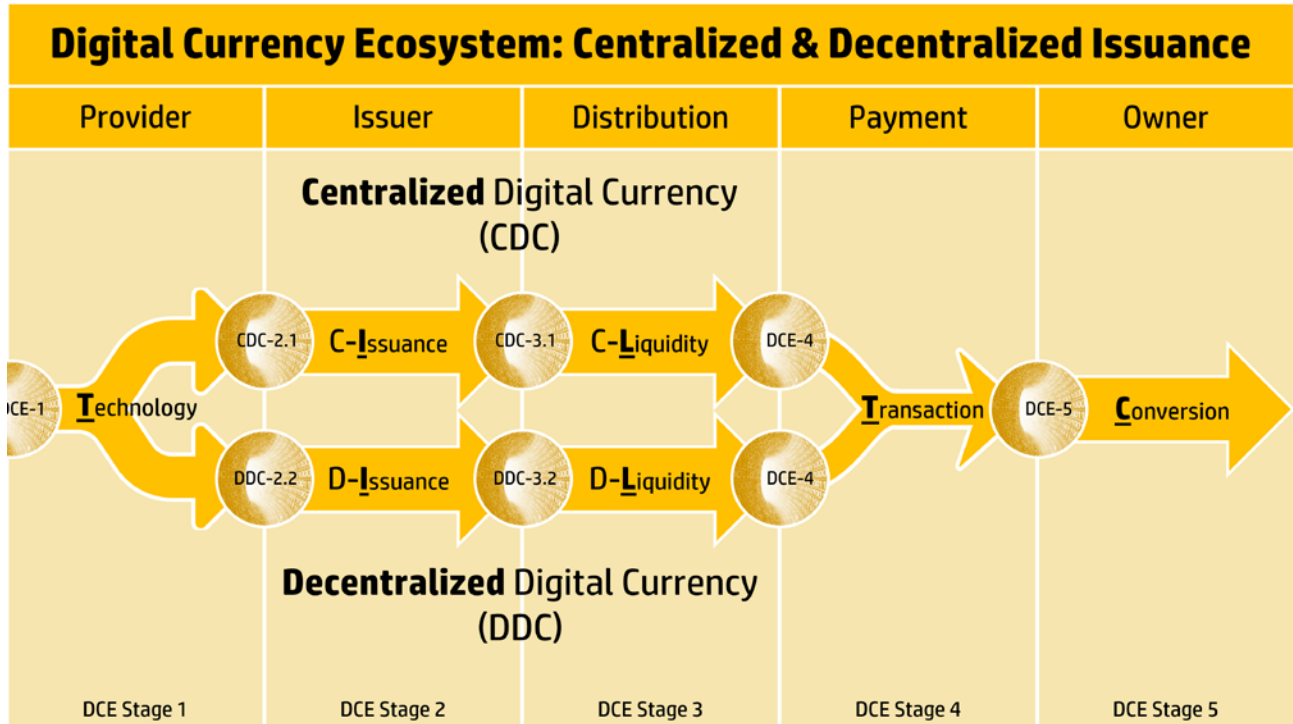 Digital Currency Ecosystem: Centralized & Decentralized Issuance
Provider
Issuer
Distribution
Payment
Owner
Centralized Digital Currency
(CDC)
CDC-2.1
C-Issuance
CDC-3.1
C-Liquidity
DCE-4
DCE-1
Technology
Transaction
DCE-5
Conversion
DDC-2.2
D-Issuance
DDC-3.2
D-Liquidity
DCE-4
Decentralized Digital Currency
(DDC)
DCE Stage 1
DCE Stage 2
DCE Stage 3
DCE Stage 4
DCE Stage 5